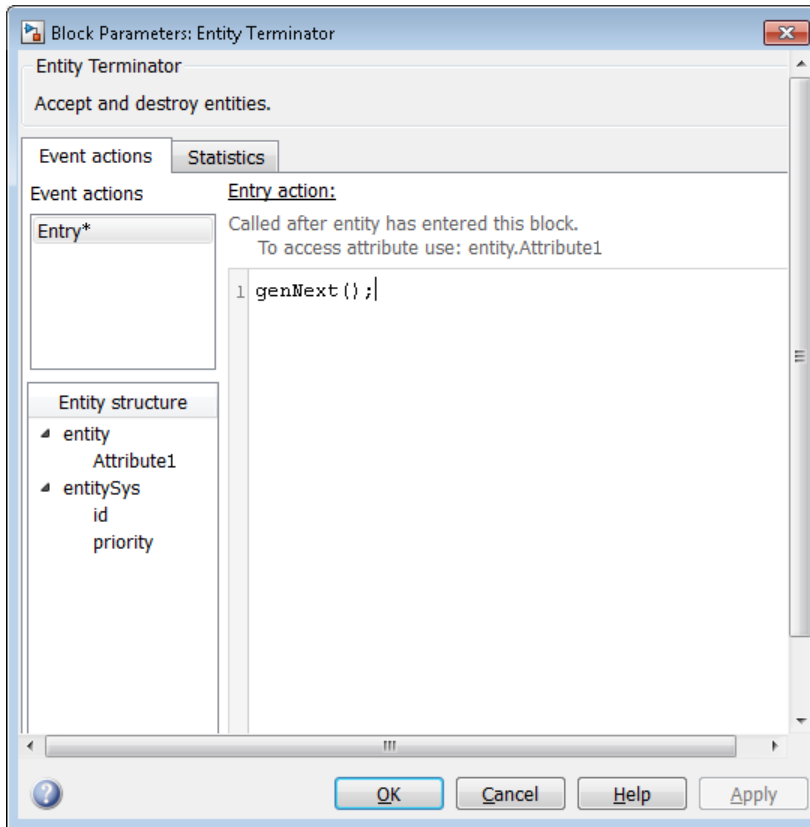 Block Parameters: Entity Terminator
Entity Terminator
Accept and destroy entities.
Event actions
Statistics
Event actions
Entry*
Entry action:
Called after entity has entered this block.
To access attribute use: entity.Attribute1
1 genNext();
Entity structure
entity
Attribute1
entitySys
id
priority
OK
Cancel
Help
Apply